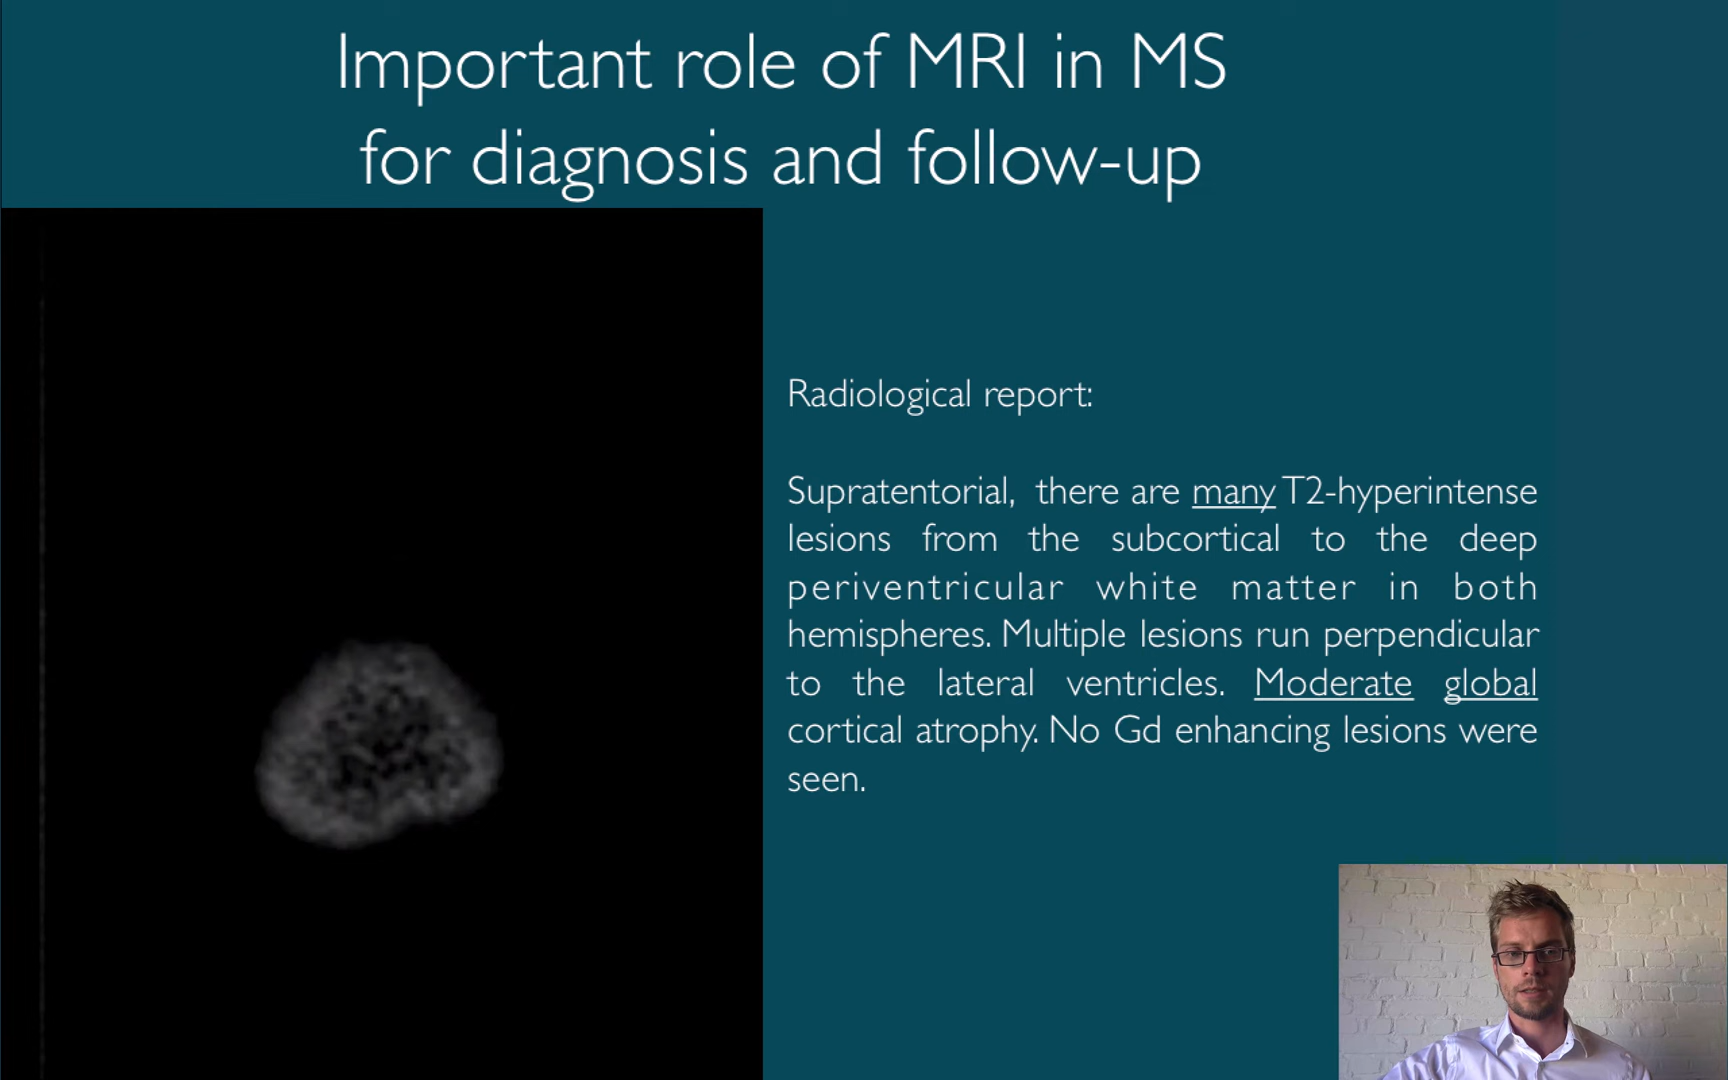 Important role of MRI in MS
for diagnosis and follow-up
Radiological report:
Supratentorial, there are many T2-hyperintense
lesions from the subcortical to the deep
periventricular white matter in both
hemispheres. Multiple lesions run perpendicular
to the lateral ventricles. Moderate global
cortical atrophy. No Gd enhancing lesions were
seen.